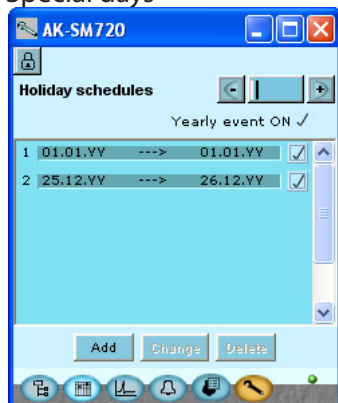 Special days
AK-SM720
Holiday schedules
Yearly event ON ✓
1 01.01.YY ---> 01.01.YY
2 25.12.YY ---> 26.12.YY
Add Change Delete